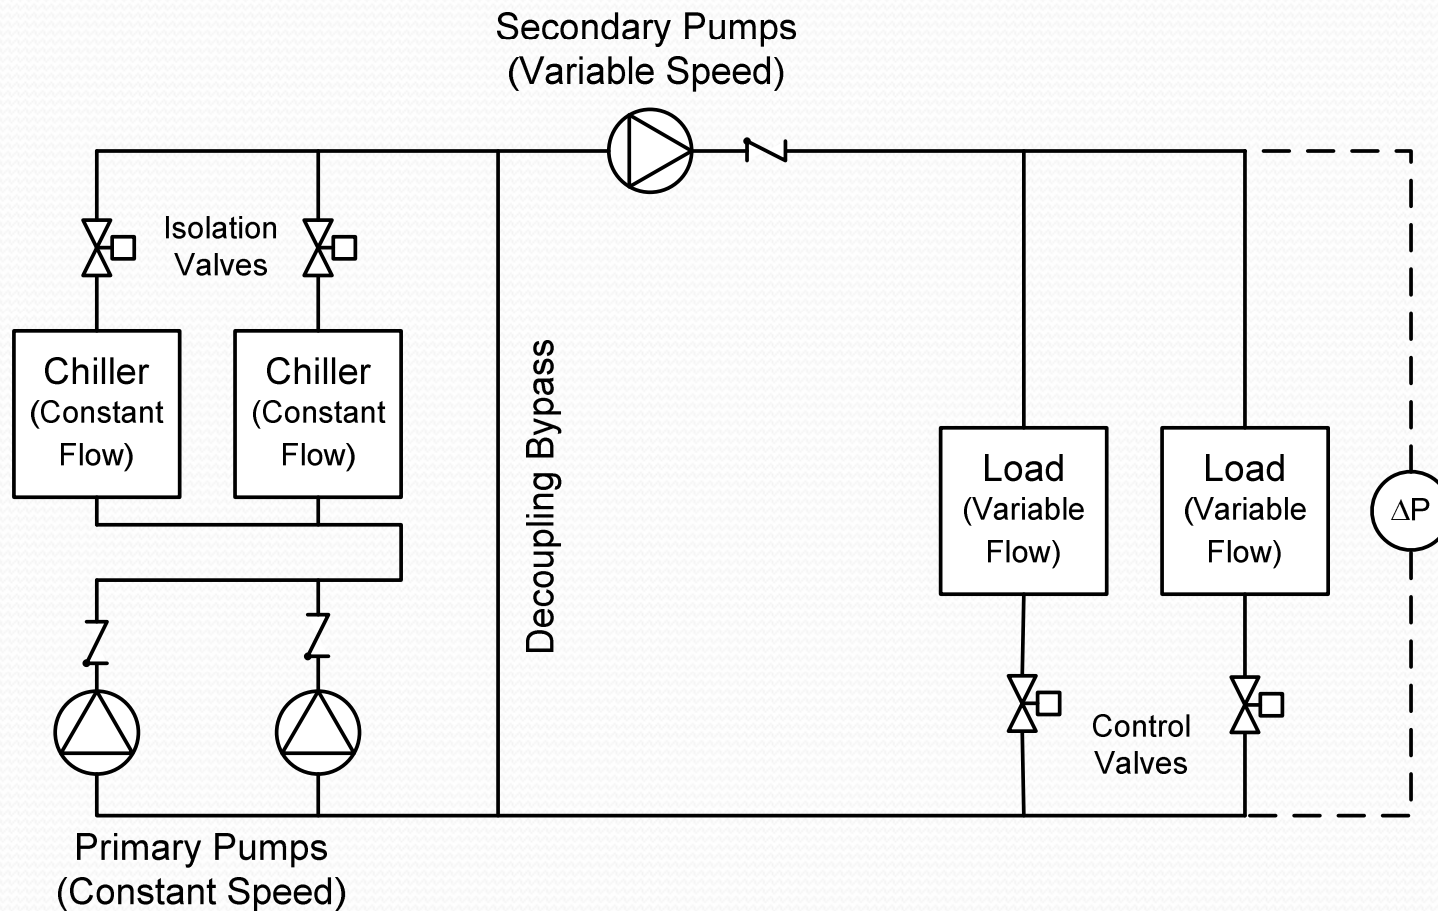 Secondary Pumps
(Variable Speed)
Isolation
Valves
Chiller
(Constant
Flow)
Chiller
(Constant
Flow)
Decoupling Bypass
Load
(Variable
Flow)
Load
(Variable
Flow)
ΔP
Control
Valves
Primary Pumps
(Constant Speed)